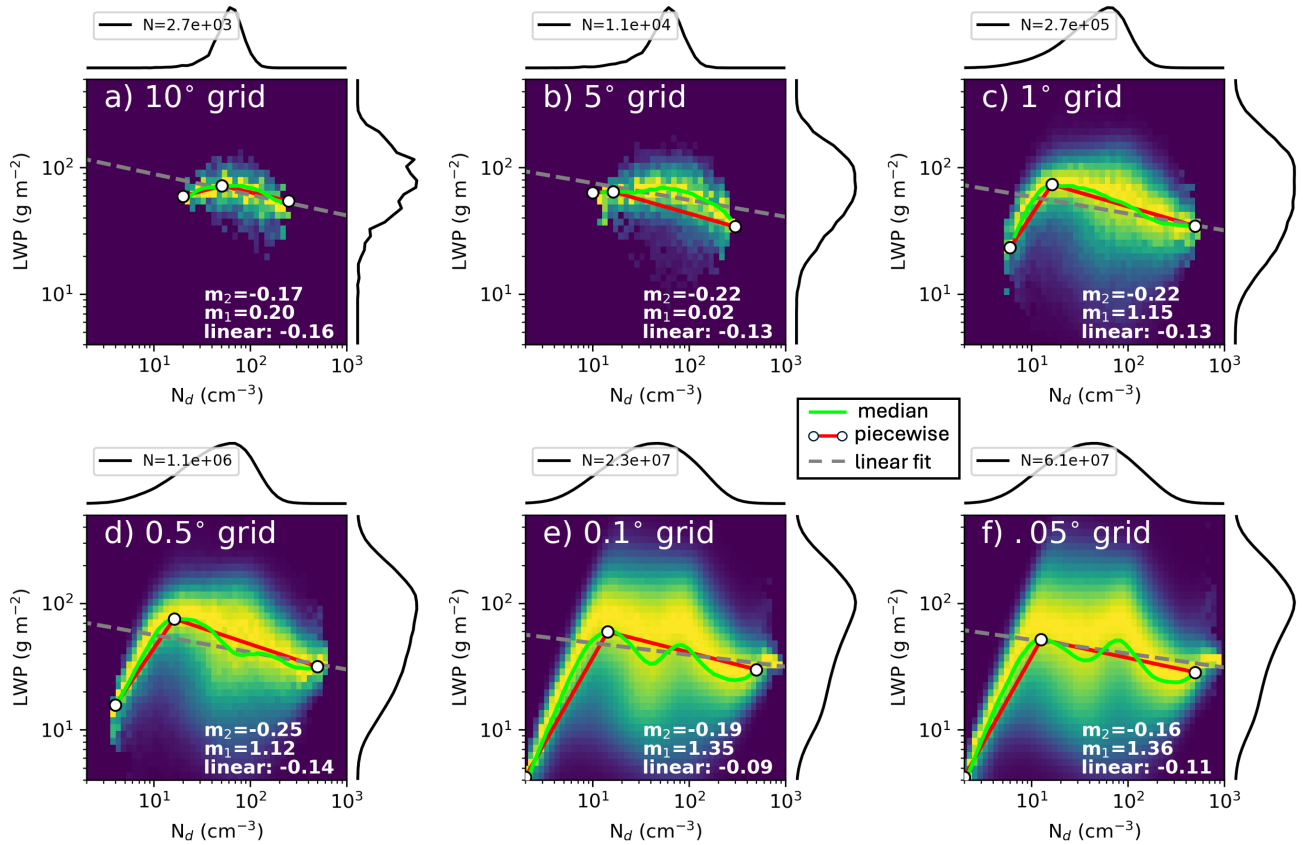 N=2.7e+03
a) 10° grid
LWP (g m⁻²)
10²
10¹
m₂=-0.17
m₁=0.20
linear: -0.16
10¹ 10² 10³
N_d (cm⁻³)
N=1.1e+04
b) 5° grid
LWP (g m⁻²)
10²
10¹
m₂=-0.22
m₁=0.02
linear: -0.13
10¹ 10² 10³
N_d (cm⁻³)
N=2.7e+05
c) 1° grid
LWP (g m⁻²)
10²
10¹
m₂=-0.22
m₁=1.15
linear: -0.13
10¹ 10² 10³
N_d (cm⁻³)
median
piecewise
linear fit
N=1.1e+06
d) 0.5° grid
LWP (g m⁻²)
10²
10¹
m₂=-0.25
m₁=1.12
linear: -0.14
10¹ 10² 10³
N_d (cm⁻³)
N=2.3e+07
e) 0.1° grid
LWP (g m⁻²)
10²
10¹
m₂=-0.19
m₁=1.35
linear: -0.09
10¹ 10² 10³
N_d (cm⁻³)
N=6.1e+07
f) .05° grid
LWP (g m⁻²)
10²
10¹
m₂=-0.16
m₁=1.36
linear: -0.11
10¹ 10² 10³
N_d (cm⁻³)